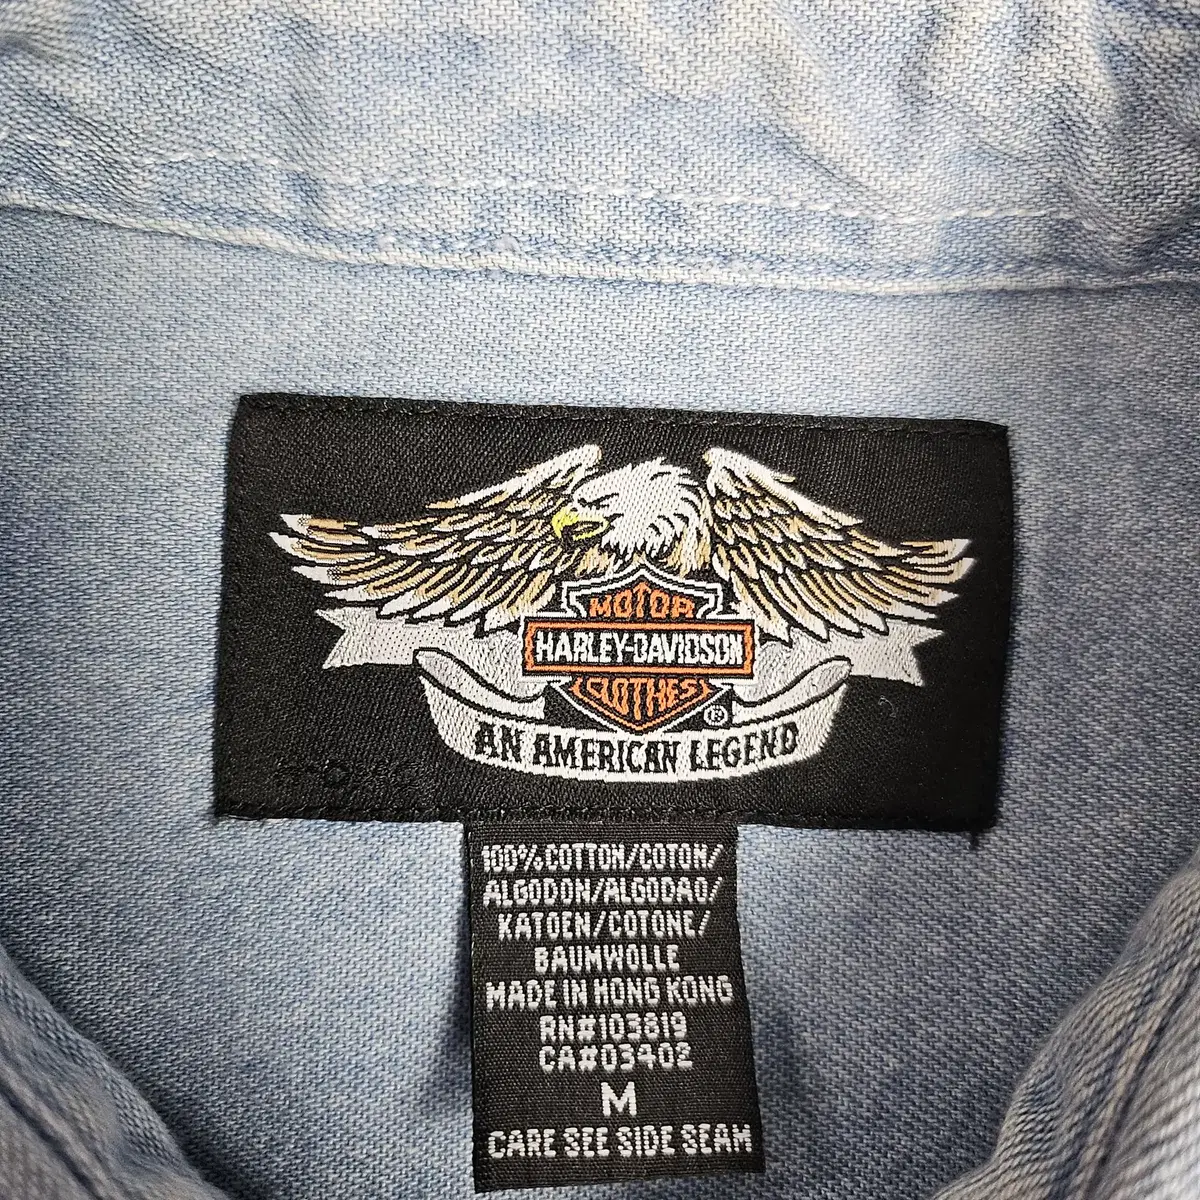 MOTOR
HARLEY-DAVIDSON
CLOTHES
®
AN AMERICAN LEGEND
100% COTTON/COTON/
ALGODON/ALGODAO/
KATOEN/COTONE/
BAUMWOLLE
MADE IN HONG KONG
RN#103819
CA#03402
M
CARE SEE SIDE SEAM